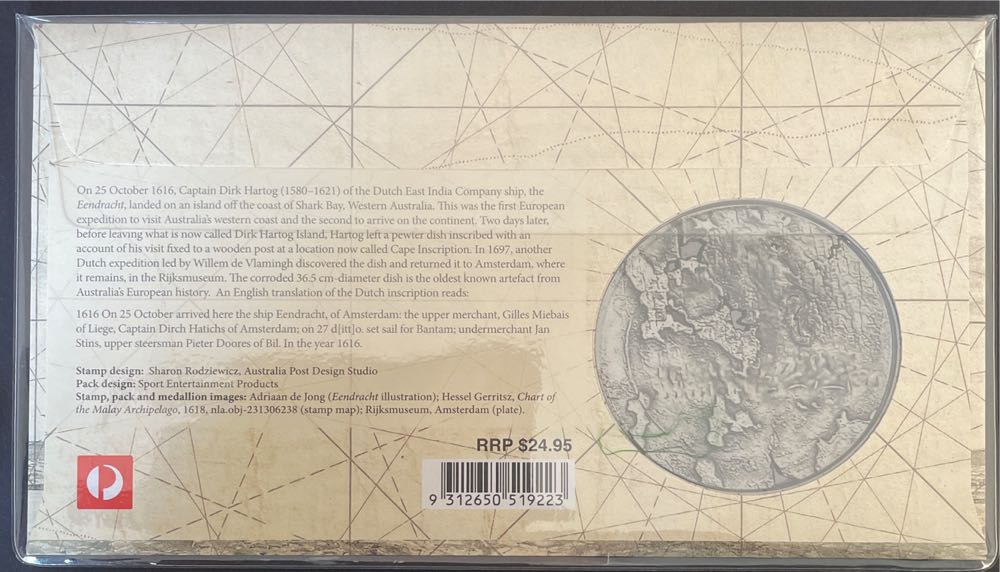 On 25 October 1616, Captain Dirk Hartog (1580–1621) of the Dutch East India Company ship, the
Eendracht, landed on an island off the coast of Shark Bay, Western Australia. This was the first European
expedition to visit Australia's western coast and the second to arrive on the continent. Two days later,
before leaving what is now called Dirk Hartog Island, Hartog left a pewter dish inscribed with an
account of his visit fixed to a wooden post at a location now called Cape Inscription. In 1697, another
Dutch expedition led by Willem de Vlamingh discovered the dish and returned it to Amsterdam, where
it remains, in the Rijksmuseum. The corroded 36.5 cm-diameter dish is the oldest known artefact from
Australia's European history. An English translation of the Dutch inscription reads:
1616 On 25 October arrived here the ship Eendracht, of Amsterdam: the upper merchant, Gilles Miebais
of Liege, Captain Dirch Hatichs of Amsterdam; on 27 d[itt]o. set sail for Bantam; undermerchant Jan
Stins, upper steersman Pieter Doores of Bil. In the year 1616.
Stamp design: Sharon Rodziewicz, Australia Post Design Studio
Pack design: Sport Entertainment Products
Stamp, pack and medallion images: Adriaan de Jong (Eendracht illustration); Hessel Gerritsz, Chart of
the Malay Archipelago, 1618, nla.obj-231306238 (stamp map); Rijksmuseum, Amsterdam (plate).
RRP $24.95
9 312650 519223